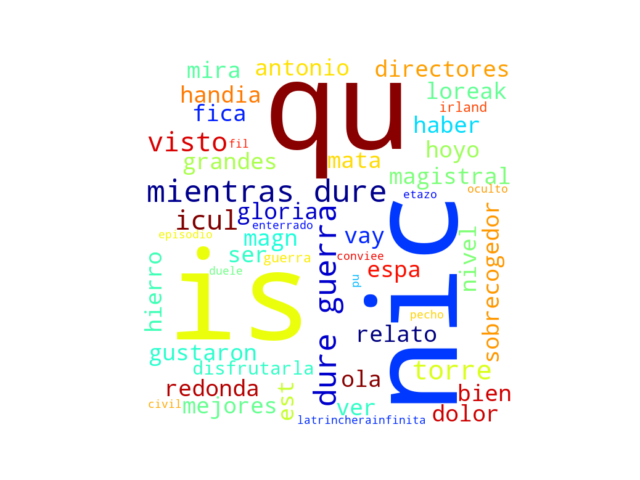 mira antonio directores
handia qu loreak
fica irland
haber
visto fil hoyo
grandes mata
magistral
mientras dure etazo oculto
icul gloria
enterrado
episodio magn vay
ser guerra conviee
is duele espa pu nic
hierro dure guerra nivel sobrecogedor
pecho
relato
gustaron
disfrutarla torre
redonda ola bien
civil mejores est ver dolor
latrincherainfinita